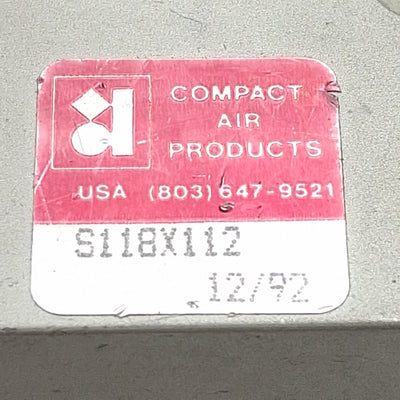 COMPACT
AIR
PRODUCTS
USA (803) 647-9521
S118X112
12/92